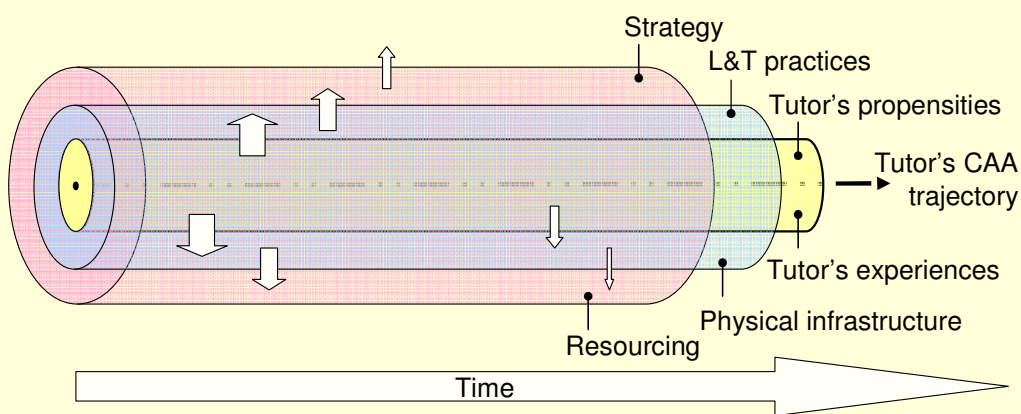 Strategy
L&T practices
Tutor's propensities
Tutor's CAA
trajectory
Tutor's experiences
Physical infrastructure
Resourcing
Time